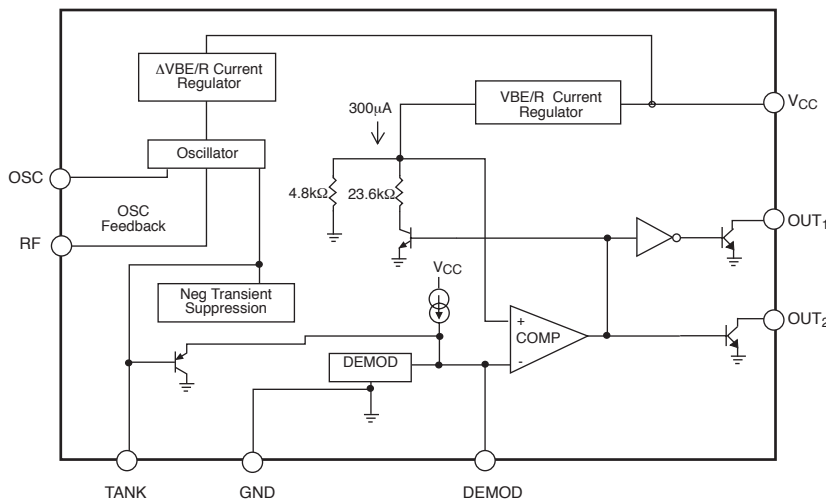 ΔVBE/R Current
Regulator
VBE/R Current
Regulator
300µA
VCC
Oscillator
OSC
4.8kΩ
23.6kΩ
OSC
Feedback
OUT1
RF
VCC
Neg Transient
Suppression
+
COMP
-
OUT2
DEMOD
TANK
GND
DEMOD